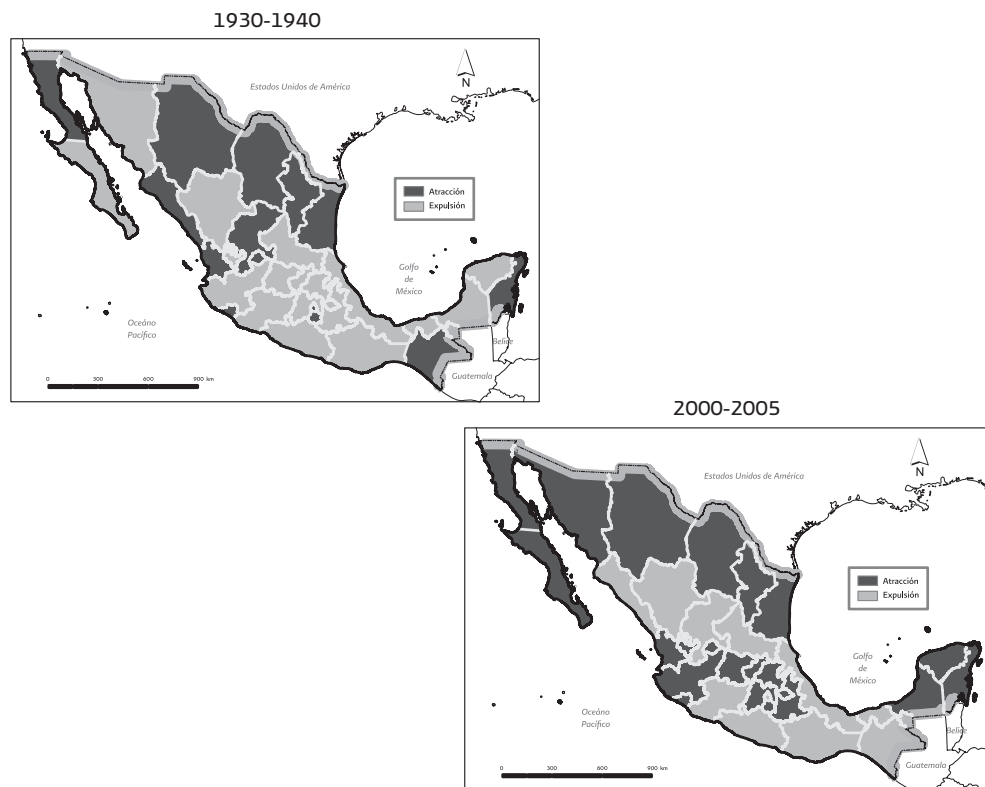 1930-1940
Estados Unidos de América
N
Atracción
Expulsión
Golfo
de
México
Oceáno
Pacífico
Belice
Guatemala
0 300 600 900 km
2000-2005
Estados Unidos de América
N
Atracción
Expulsión
Golfo
de
México
Oceáno
Pacífico
Belice
Guatemala
0 300 600 900 km